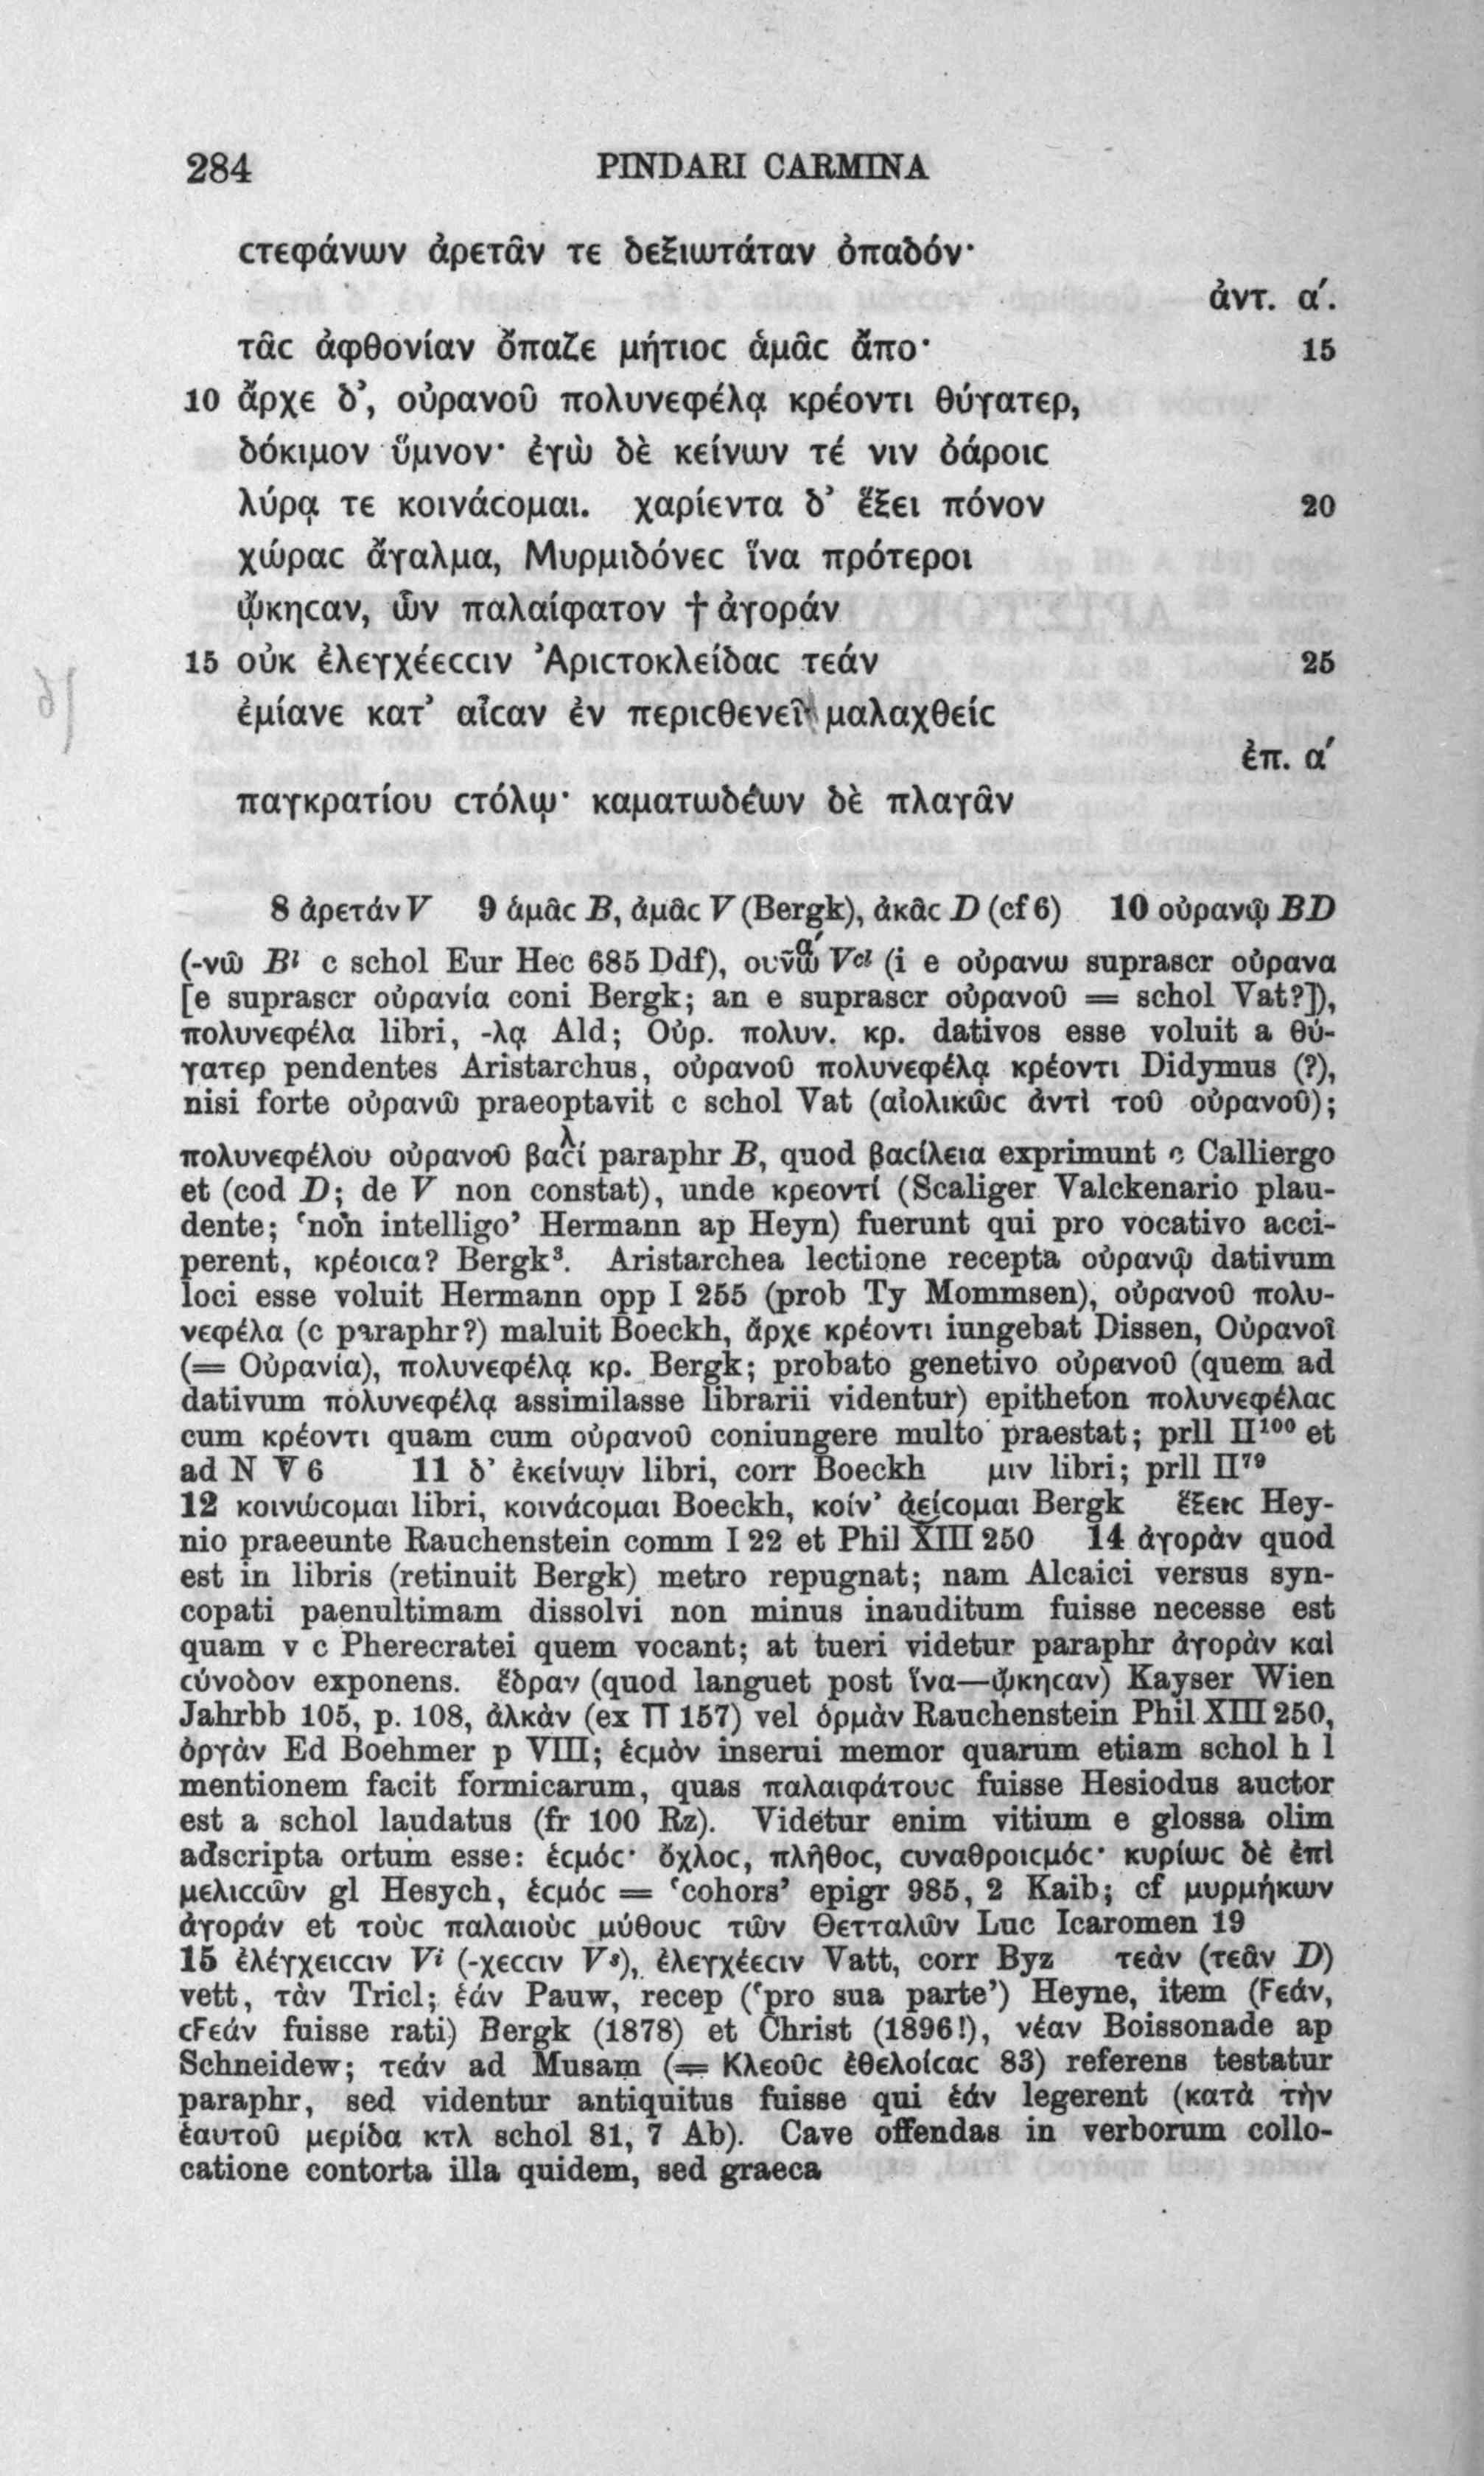 284 PINDARI CARMINA
ϲτεφάνων ἀρετᾶν τε δεξιωτάταν ὀπαδόν·
ἀντ. α΄.
τᾶϲ ἀφθονίαν ὄπαζε μήτιοϲ ἁμᾶϲ ἄπο· 15
10 ἄρχε δ’, οὐρανοῦ πολυνεφέλᾳ κρέοντι θύγατερ,
δόκιμον ὕμνον· ἐγὼ δὲ κείνων τέ νιν ὀάροιϲ
λύρᾳ τε κοινάϲομαι. χαρίεντα δ’ ἕξει πόνον 20
χώραϲ ἄγαλμα, Μυρμιδόνεϲ ἵνα πρότεροι
ᾤκηϲαν, ὧν παλαίφατον † ἀγοράν
15 οὐκ ἐλεγχέεϲϲιν Ἀριϲτοκλείδαϲ τεάν 25
ἐμίανε κατ’ αἶϲαν ἐν περιϲθενεῖ μαλαχθείϲ
ἐπ. α΄
παγκρατίου ϲτόλῳ· καματωδέων δὲ πλαγᾶν
8 ἀρετάν V 9 ἁμᾶϲ B, ἀμᾶϲ V (Bergk), ἀκᾶϲ D (cf 6) 10 οὐρανῷ BD
(-νῶ Bˡ c schol Eur Hec 685 Ddf), Vᶜˡ (i e οὐρανω suprascr οὐρανα
[e suprascr οὐρανία coni Bergk; an e suprascr οὐρανοῦ = schol Vat?]),
πολυνεφέλα libri, -λᾳ Ald; Οὐρ. πολυν. κρ. dativos esse voluit a θύ-
γατερ pendentes Aristarchus, οὐρανοῦ πολυνεφέλᾳ κρέοντι Didymus (?),
nisi forte οὐρανῶ praeoptavit c schol Vat (αἰολικῶϲ ἀντὶ τοῦ οὐρανοῦ);
πολυνεφέλου οὐρανοῦ βαϲίλ paraphr B, quod βαϲίλεια exprimunt c Calliergo
et (cod D; de V non constat), unde κρεοντί (Scaliger Valckenario plau-
dente; ‘non intelligo’ Hermann ap Heyn) fuerunt qui pro vocativo acci-
perent, κρέοιϲα? Bergk³. Aristarchea lectione recepta οὐρανῷ dativum
loci esse voluit Hermann opp I 255 (prob Ty Mommsen), οὐρανοῦ πολυ-
νεφέλα (c paraphr?) maluit Boeckh, ἄρχε κρέοντι iungebat Dissen, Οὐρανοῖ
(= Οὐρανία), πολυνεφέλᾳ κρ. Bergk; probato genetivo οὐρανοῦ (quem ad
dativum πολυνεφέλᾳ assimilasse librarii videntur) epitheton πολυνεφέλαϲ
cum κρέοντι quam cum οὐρανοῦ coniungere multo praestat; prll II¹⁰⁰ et
ad N V 6 11 δ’ ἐκείνων libri, corr Boeckh μιν libri; prll II⁷⁹
12 κοινώϲομαι libri, κοινάϲομαι Boeckh, κοίν’ ἀείϲομαι Bergk ἕξειϲ Hey-
nio praeeunte Rauchenstein comm I 22 et Phil XIII 250 14 ἀγορὰν quod
est in libris (retinuit Bergk) metro repugnat; nam Alcaici versus syn-
copati paenultimam dissolvi non minus inauditum fuisse necesse est
quam v c Pherecratei quem vocant; at tueri videtur paraphr ἀγορὰν καὶ
ϲύνοδον exponens. ἕδραν (quod languet post ἵνα—ᾤκηϲαν) Kayser Wien
Jahrbb 105, p. 108, ἀλκὰν (ex Π 157) vel ὁρμὰν Rauchenstein Phil XIII 250,
ὀργὰν Ed Boehmer p VIII; ἑϲμὸν inserui memor quarum etiam schol h l
mentionem facit formicarum, quas παλαιφάτουϲ fuisse Hesiodus auctor
est a schol laudatus (fr 100 Rz). Videtur enim vitium e glossa olim
adscripta ortum esse: ἑϲμόϲ· ὄχλοϲ, πλῆθοϲ, ϲυναθροιϲμόϲ· κυρίωϲ δὲ ἐπὶ
μελιϲϲῶν gl Hesych, ἑϲμόϲ = ‘cohors’ epigr 985, 2 Kaib; cf μυρμήκων
ἀγοράν et τοὺϲ παλαιοὺϲ μύθουϲ τῶν Θετταλῶν Luc Icaromen 19
15 ἐλέγχειϲϲιν Vⁱ (-χεϲϲιν Vˢ), ἐλεγχέεϲιν Vatt, corr Byz τεὰν (τεᾶν D)
vett, τὰν Tricl; ἑάν Pauw, recep (‘pro sua parte’) Heyne, item (Ϝεάν,
ϲϜεάν fuisse rati) Bergk (1878) et Christ (1896!), νέαν Boissonade ap
Schneidew; τεάν ad Musam (= Κλεοῦϲ ἐθελοίϲαϲ 83) referens testatur
paraphr, sed videntur antiquitus fuisse qui ἑάν legerent (κατὰ τὴν
ἑαυτοῦ μερίδα κτλ schol 81, 7 Ab). Cave offendas in verborum collo-
catione contorta illa quidem, sed graeca